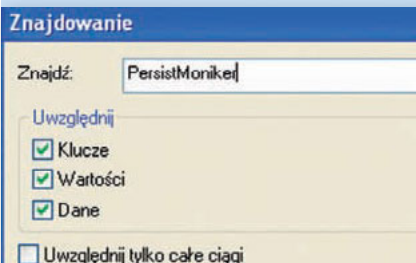 Znajdowanie
Znajdź: PersistMoniker
Uwzględnij
Klucze
Wartości
Dane
Uwzględnij tylko całe ciągi